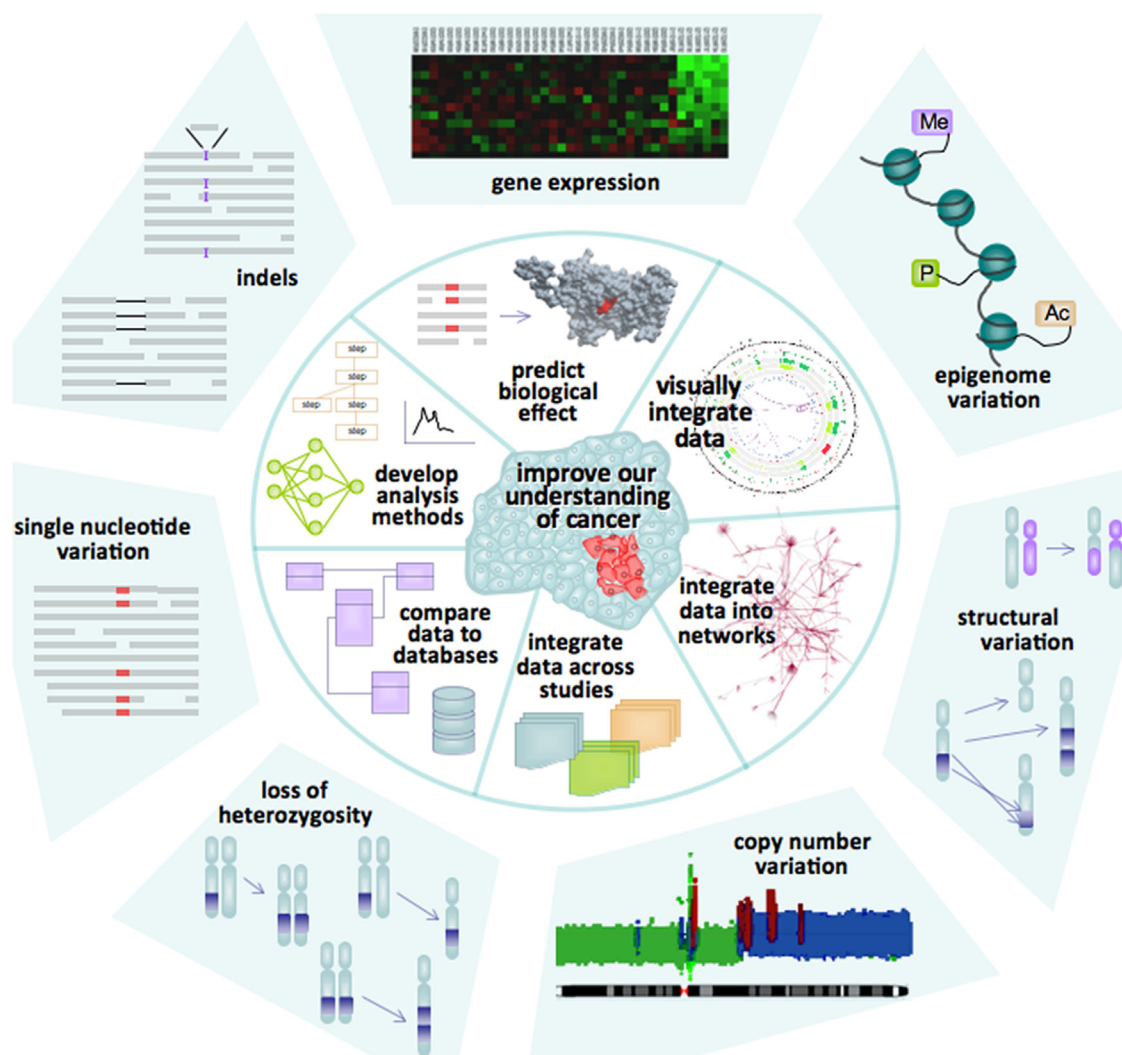 gene expression
Me
P
Ac
epigenome
variation
indels
predict
biological
effect
visually
integrate
data
step
step
step
step
step
develop
analysis
methods
improve our
understanding
of cancer
single nucleotide
variation
compare
data to
databases
integrate
data across
studies
integrate
data into
networks
structural
variation
loss of
heterozygosity
copy number
variation